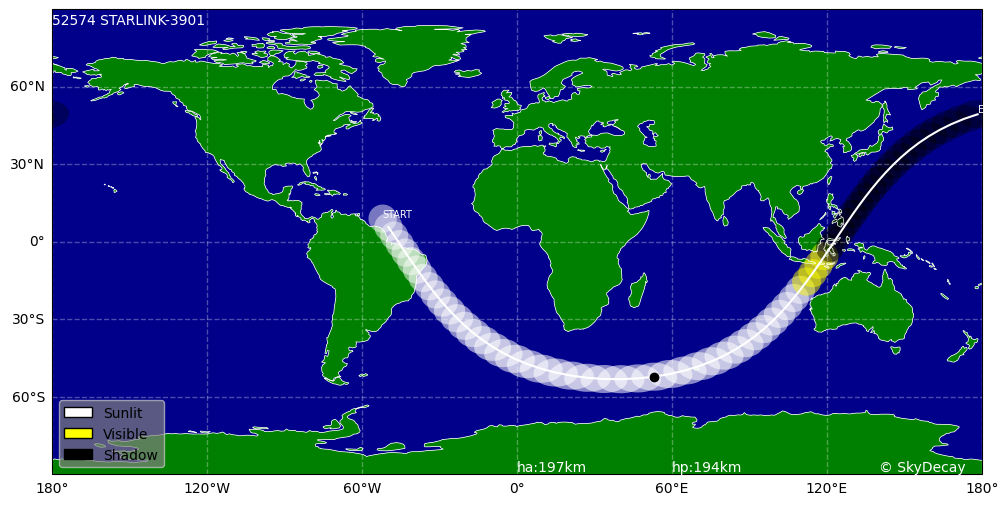 52574 STARLINK-3901
60°N
30°N
0°
30°S
60°S
START
E
Sunlit
Visible
Shadow
ha:197km
hp:194km
© SkyDecay
180°
120°W
60°W
0°
60°E
120°E
180°